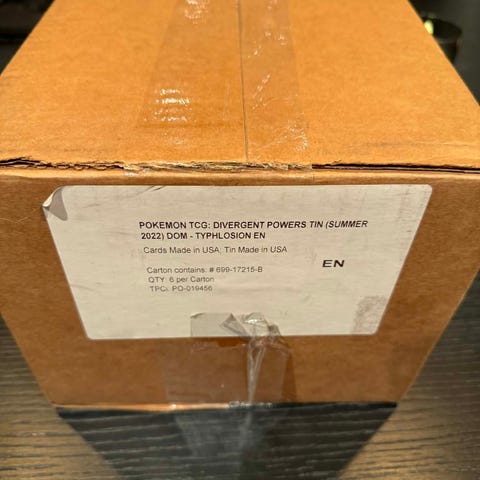 POKEMON TCG: DIVERGENT POWERS TIN (SUMMER
2022) DOM - TYPHLOSION EN
Cards Made in USA, Tin Made in USA
EN
Carton contains: # 699-17215-B
QTY: 6 per Carton
TPCi: PO-019456